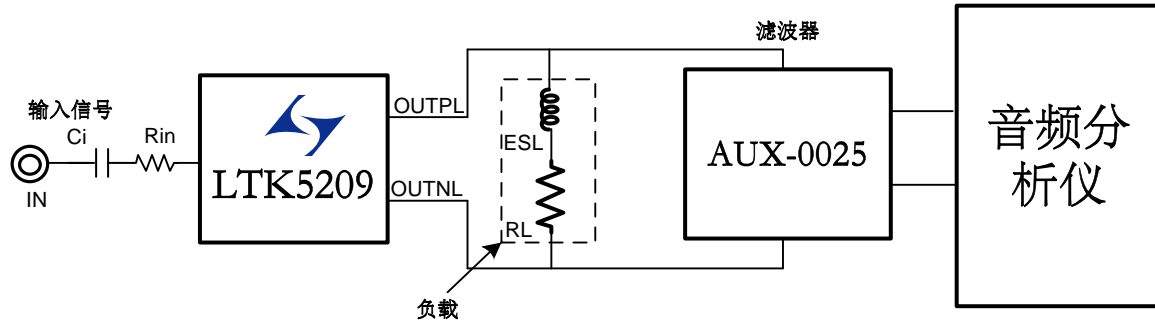 输入信号
Ci
Rin
IN
LTK5209
OUTPL
OUTNL
ESL
RL
负载
滤波器
AUX-0025
音频分
析仪